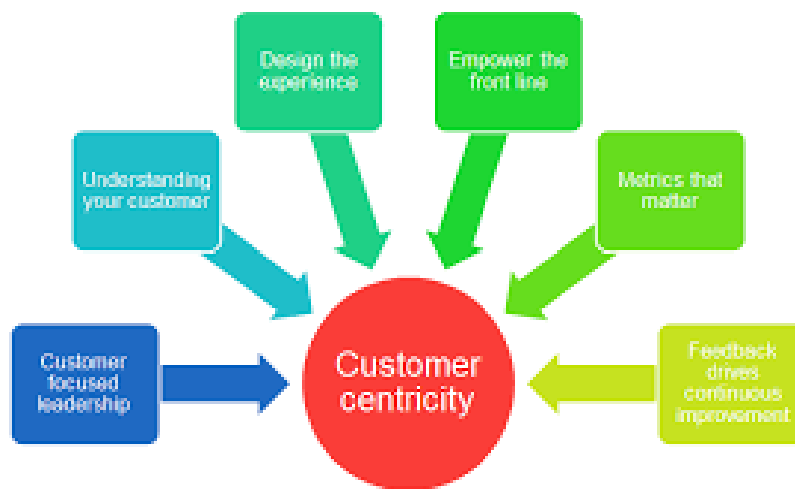 Design the
experience
Empower the
front line
Understanding
your customer
Metrics that
matter
Customer
focused
leadership
Customer
centricity
Feedback
drives
continuous
improvement